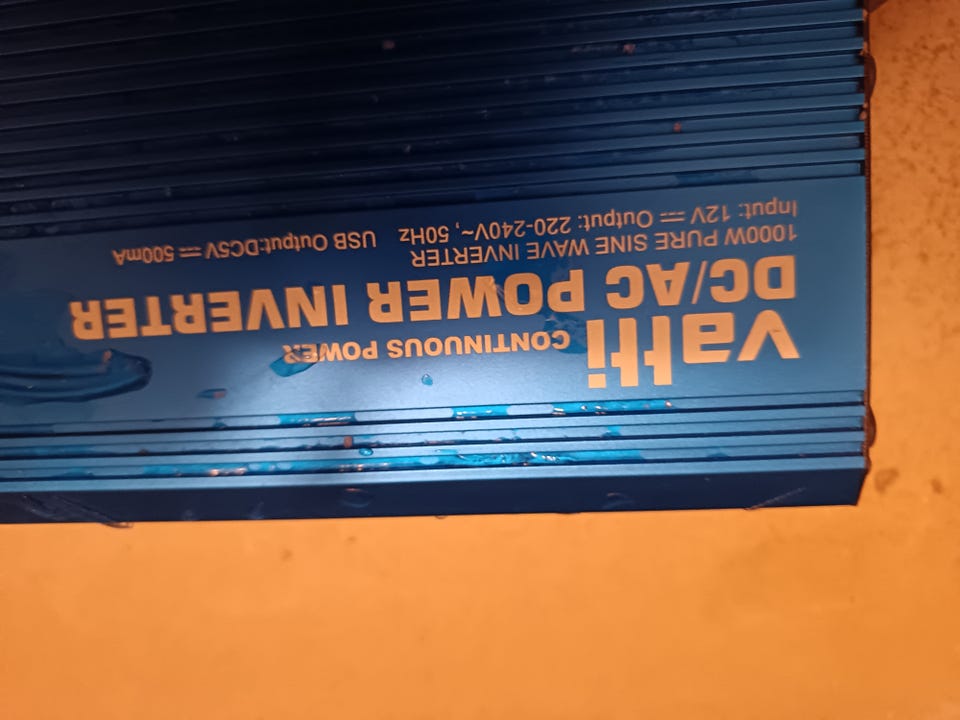 vatti CONTINUOUS POWER
DC/AC POWER INVERTER
1000W PURE SINE WAVE INVERTER
Input: 12V ⎓ Output: 220-240V~, 50Hz USB Output:DC5V ⎓ 500mA